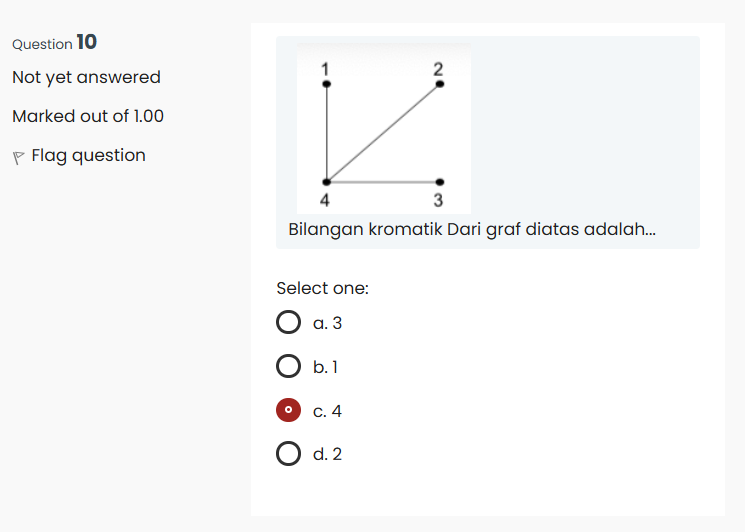 Question 10
Not yet answered
Marked out of 1.00
Flag question
1 2
4 3
Bilangan kromatik Dari graf diatas adalah...
Select one:
a. 3
b. 1
c. 4
d. 2